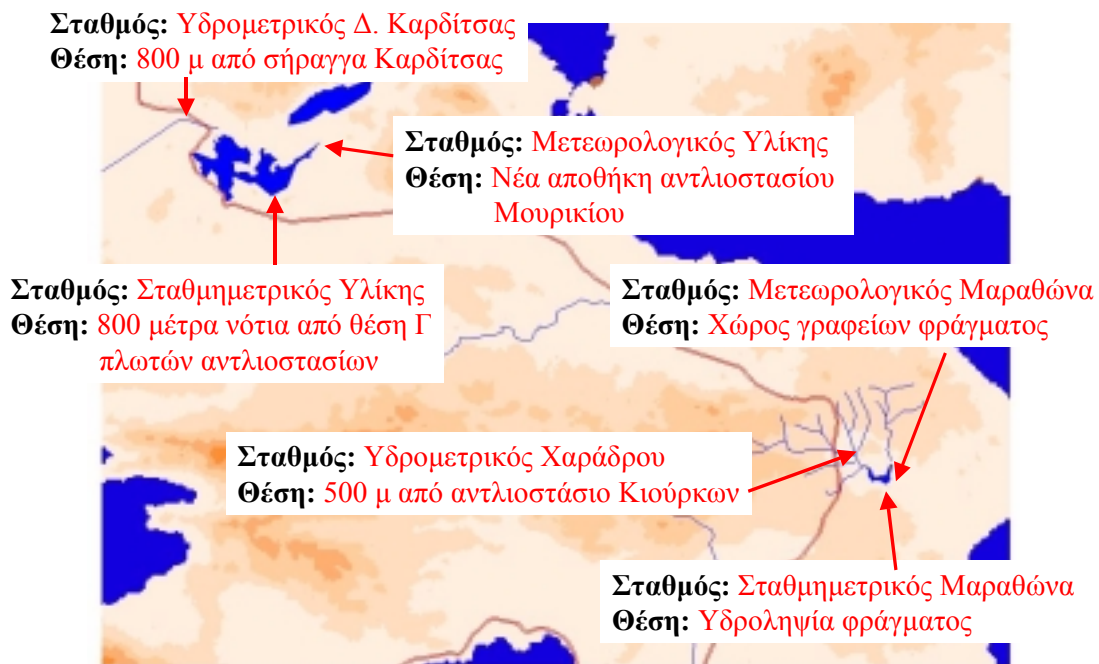 Σταθμός: Υδρομετρικός Δ. Καρδίτσας
Θέση: 800 μ από σήραγγα Καρδίτσας
Σταθμός: Μετεωρολογικός Υλίκης
Θέση: Νέα αποθήκη αντλιοστασίου
Μουρικίου
Σταθμός: Σταθμημετρικός Υλίκης
Θέση: 800 μέτρα νότια από θέση Γ
πλωτών αντλιοστασίων
Σταθμός: Μετεωρολογικός Μαραθώνα
Θέση: Χώρος γραφείων φράγματος
Σταθμός: Υδρομετρικός Χαράδρου
Θέση: 500 μ από αντλιοστάσιο Κιούρκων
Σταθμός: Σταθμημετρικός Μαραθώνα
Θέση: Υδροληψία φράγματος